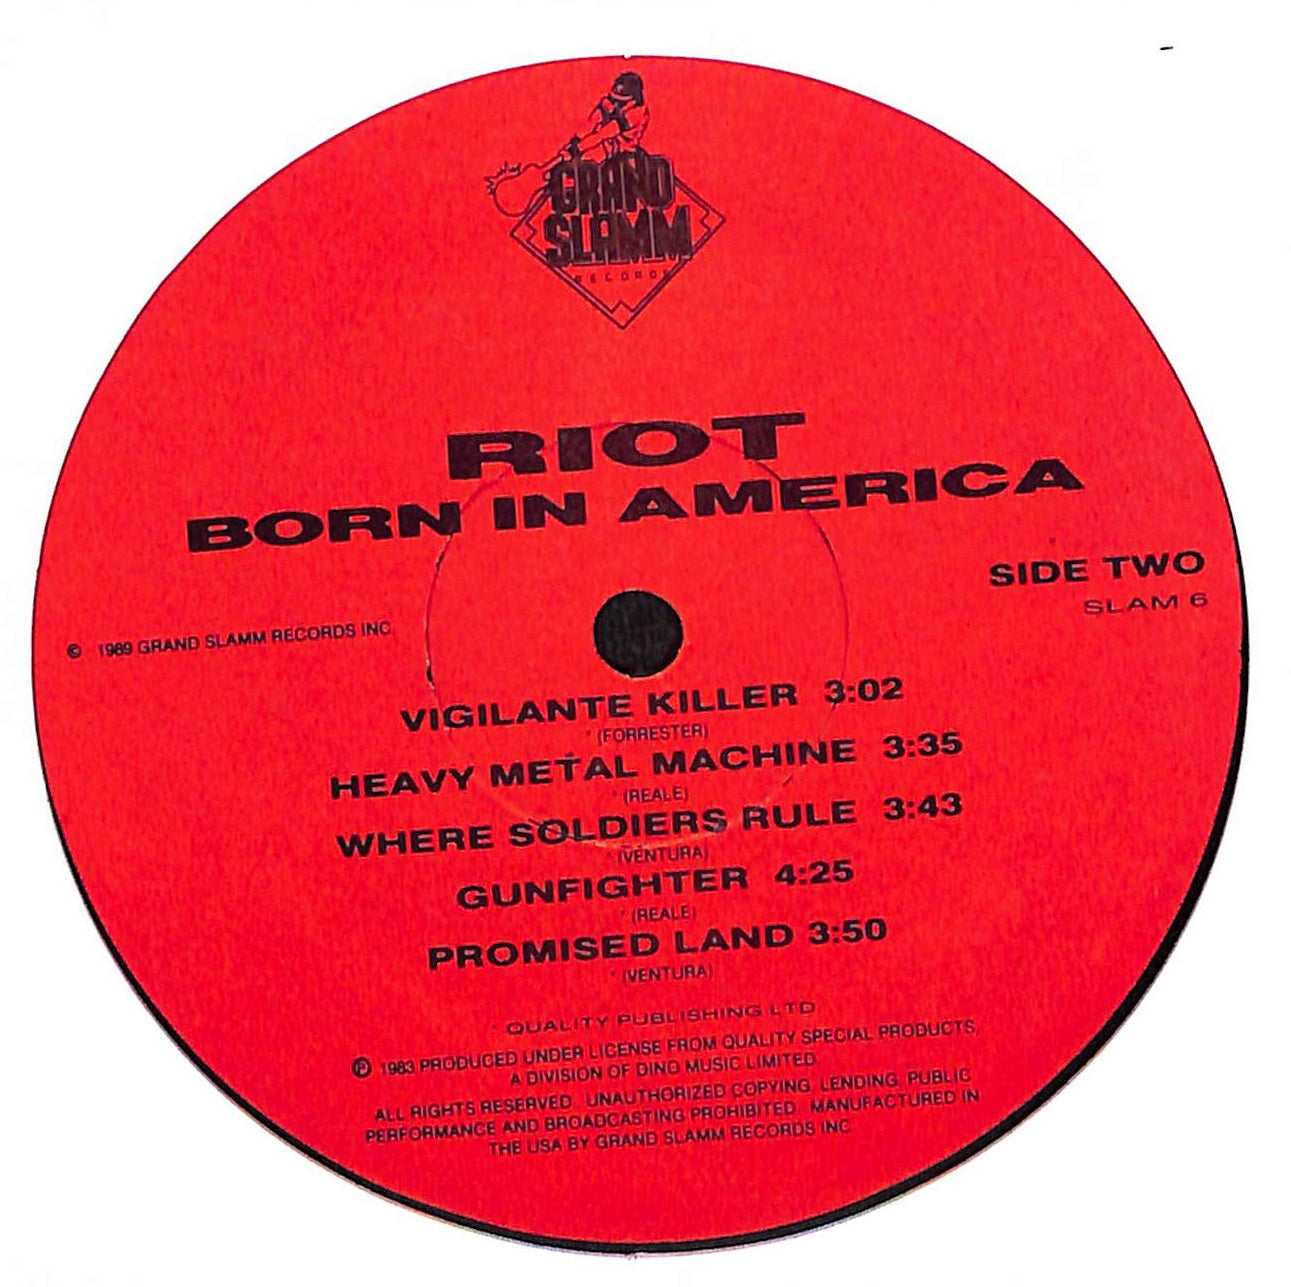 GRAND
SLAMM
RECORDS
RIOT
BORN IN AMERICA
SIDE TWO
SLAM 6
© 1989 GRAND SLAMM RECORDS INC.
VIGILANTE KILLER 3:02
* (FORRESTER)
HEAVY METAL MACHINE 3:35
* (REALE)
WHERE SOLDIERS RULE 3:43
* (VENTURA)
GUNFIGHTER 4:25
* (REALE)
PROMISED LAND 3:50
* (VENTURA)
* QUALITY PUBLISHING LTD
℗ 1983 PRODUCED UNDER LICENSE FROM QUALITY SPECIAL PRODUCTS,
A DIVISION OF DINO MUSIC LIMITED.
ALL RIGHTS RESERVED. UNAUTHORIZED COPYING, LENDING, PUBLIC
PERFORMANCE AND BROADCASTING PROHIBITED. MANUFACTURED IN
THE USA BY GRAND SLAMM RECORDS INC.